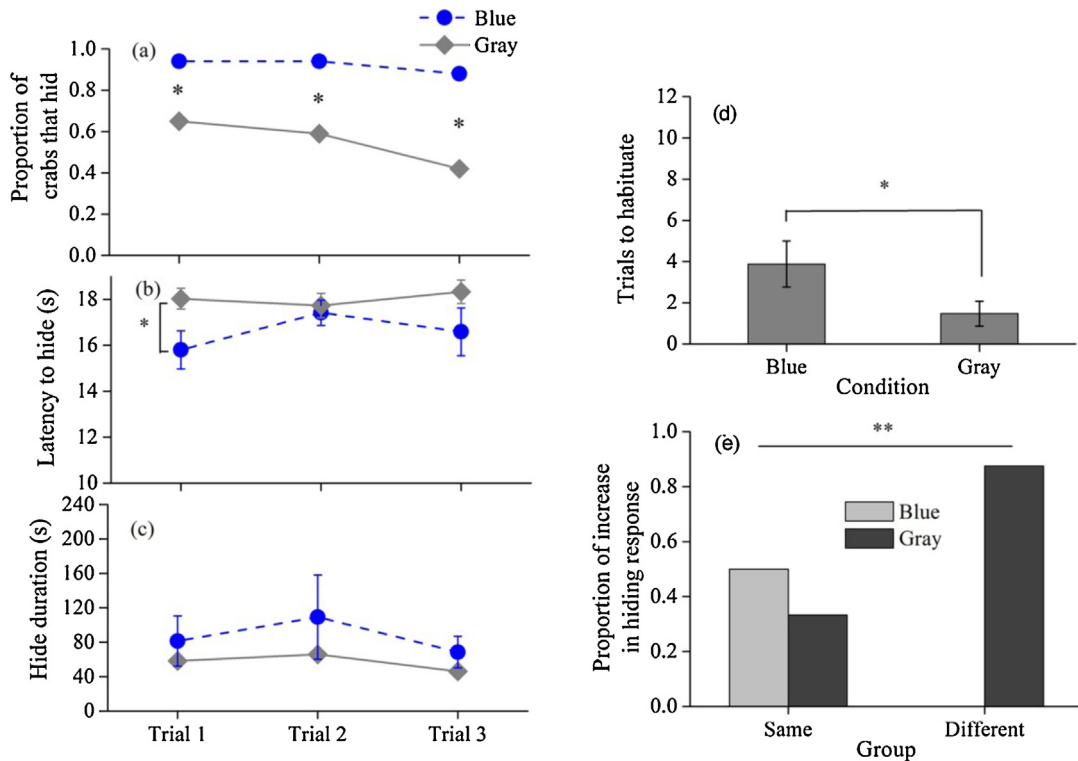 Blue
Gray
(a)
1.0
0.8
0.6
0.4
0.2
0.0
Proportion of
crabs that hid
*
*
*
(b)
18
16
14
12
10
Latency to hide (s)
*
(c)
240
200
160
120
80
40
0
Hide duration (s)
Trial 1 Trial 2 Trial 3
(d)
12
10
8
6
4
2
0
Trials to habituate
*
Blue Gray
Condition
(e)
1.0
0.8
0.6
0.4
0.2
0.0
Proportion of increase
in hiding response
**
Blue
Gray
Same Different
Group